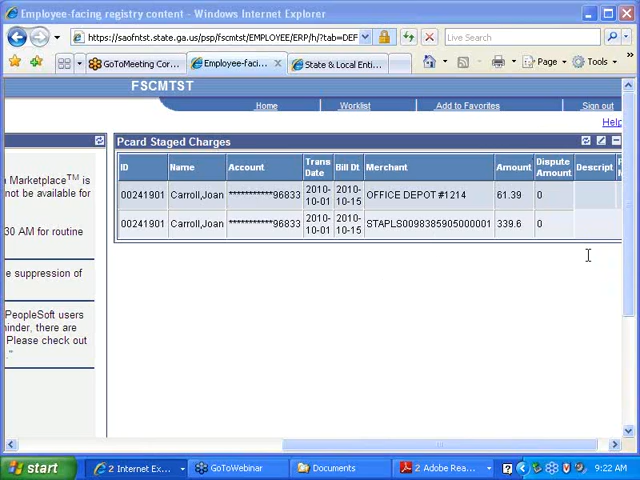 Employee-facing registry content - Windows Internet Explorer
https://saofntst.state.ga.us/psp/fscmtst/EMPLOYEE/ERP/h/?tab=DEF
Live Search
GoToMeeting Cor...
Employee-faci...
State & Local Enti...
Page
Tools
FSCMTST
Home
Worklist
Add to Favorites
Sign out
Help
Pcard Staged Charges
a Marketplace™ is
not be available for
30 AM for routine
e suppression of
PeopleSoft users
minder, there are
Please check out
."
ID Name Account Trans Date Bill Dt Merchant Amount Dispute Amount Descript
00241901 Carroll,Joan ***********96833 2010-10-01 2010-10-15 OFFICE DEPOT #1214 61.39 0
00241901 Carroll,Joan ***********96833 2010-10-01 2010-10-15 STAPLS0098385905000001 339.6 0
start
2 Internet Ex...
GoToWebinar
Documents
2 Adobe Rea...
9:22 AM